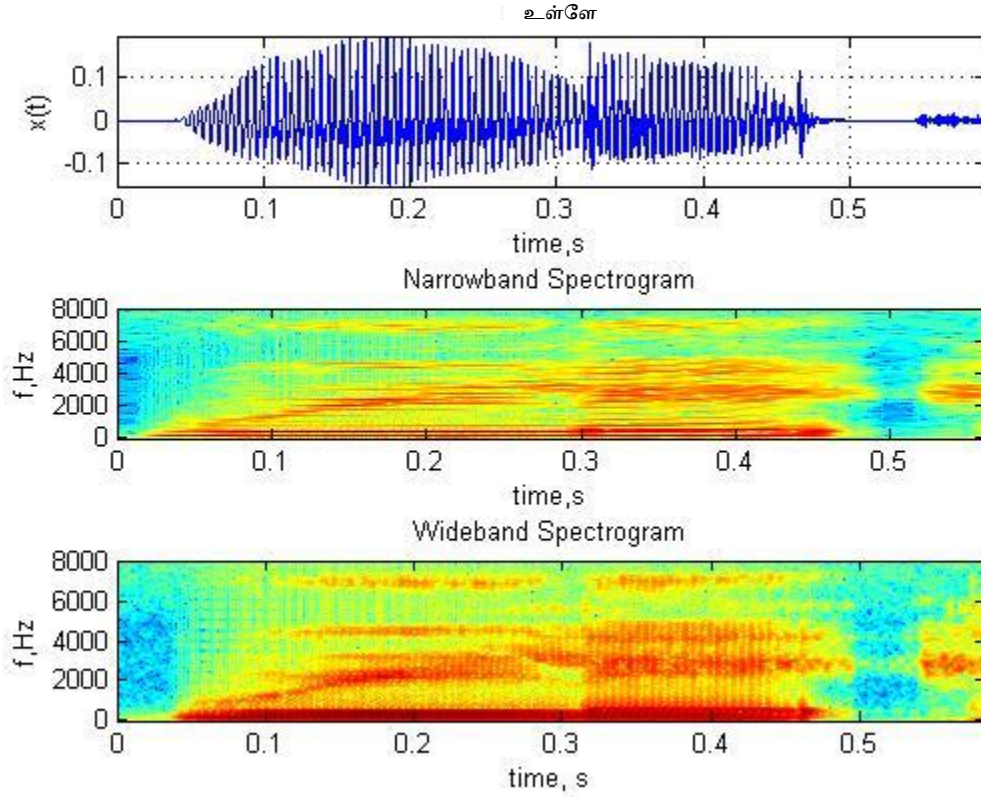 உள்ளே
0.1
0
-0.1
x(t)
0 0.1 0.2 0.3 0.4 0.5
time,s
Narrowband Spectrogram
8000
6000
4000
2000
0
f,Hz
0 0.1 0.2 0.3 0.4 0.5
time,s
Wideband Spectrogram
8000
6000
4000
2000
0
f,Hz
0 0.1 0.2 0.3 0.4 0.5
time, s